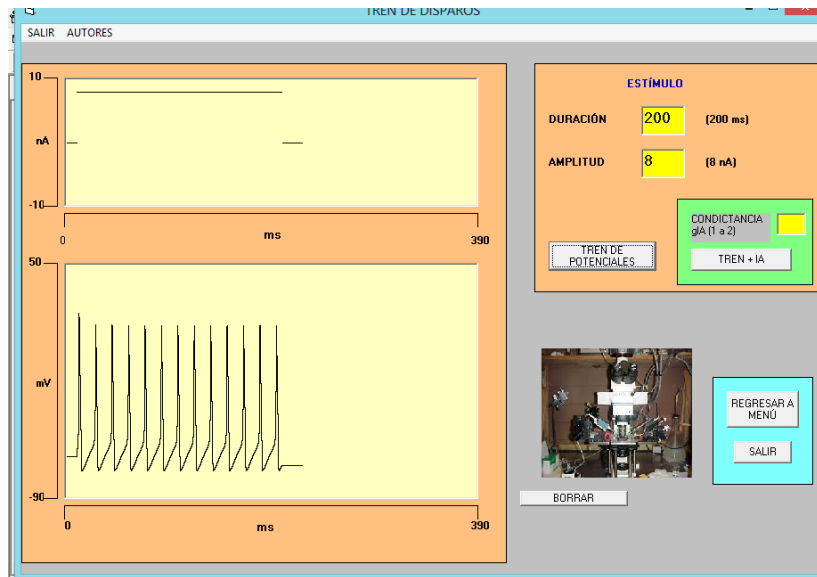 TREN DE DISPAROS
SALIR AUTORES
10
nA
-10
0
ms
390
50
mV
-90
0
ms
390
ESTÍMULO
DURACIÓN
200
(200 ms)
AMPLITUD
8
(8 nA)
CONDICTANCIA
gIA (1 a 2)
TREN DE
POTENCIALES
TREN + IA
REGRESAR A
MENÚ
SALIR
BORRAR